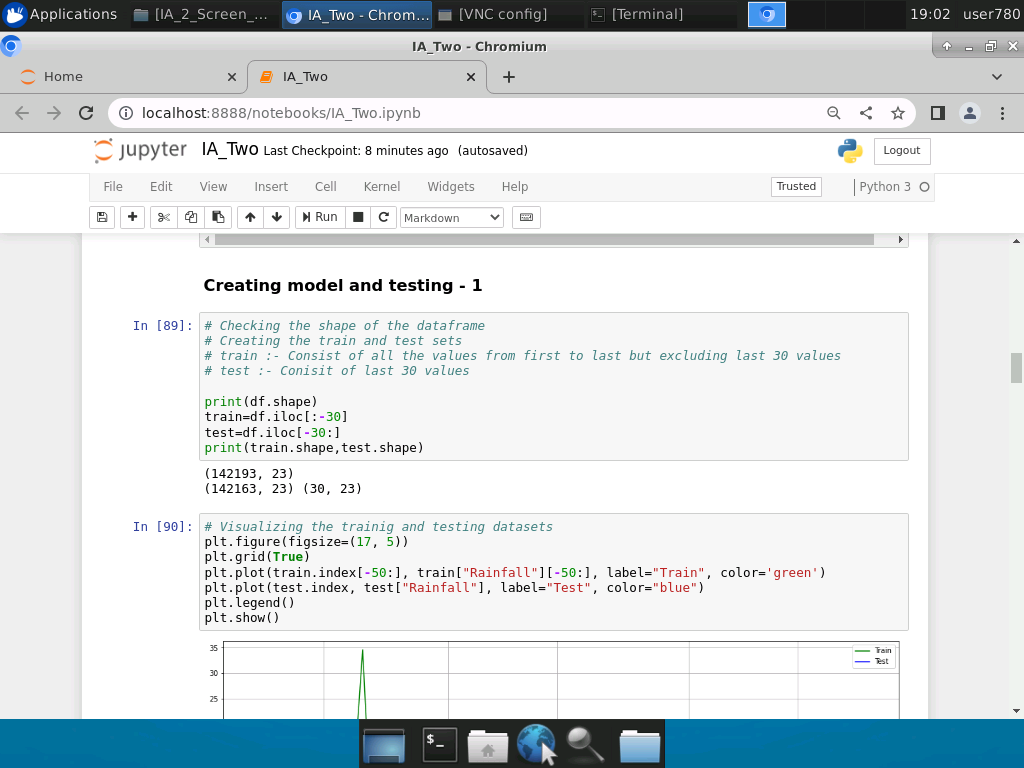 Applications
[IA_2_Screen_...
IA_Two - Chrom...
[VNC config]
[Terminal]
19:02
user780
IA_Two - Chromium
Home
IA_Two
localhost:8888/notebooks/IA_Two.ipynb
jupyter
IA_Two Last Checkpoint: 8 minutes ago (autosaved)
Logout
File Edit View Insert Cell Kernel Widgets Help
Trusted
Python 3
Run
Markdown
Creating model and testing - 1
In [89]:
# Checking the shape of the dataframe
# Creating the train and test sets
# train :- Consist of all the values from first to last but excluding last 30 values
# test :- Conisit of last 30 values
print(df.shape)
train=df.iloc[:-30]
test=df.iloc[-30:]
print(train.shape,test.shape)
(142193, 23)
(142163, 23) (30, 23)
In [90]:
# Visualizing the trainig and testing datasets
plt.figure(figsize=(17, 5))
plt.grid(True)
plt.plot(train.index[-50:], train["Rainfall"][-50:], label="Train", color='green')
plt.plot(test.index, test["Rainfall"], label="Test", color="blue")
plt.legend()
plt.show()
35
30
25
Train
Test